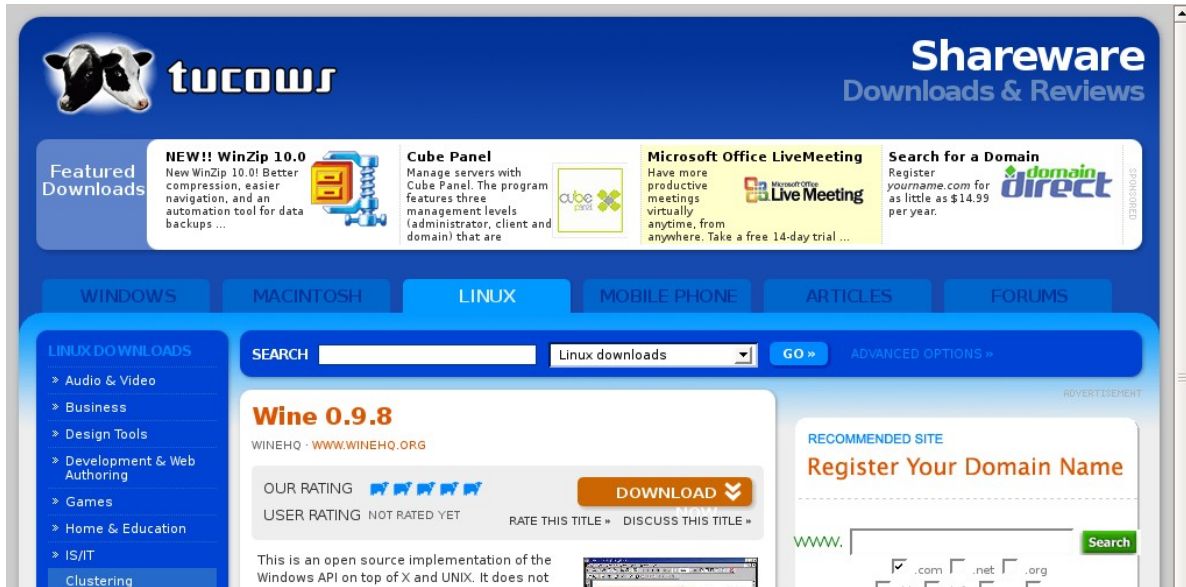 tucows
Shareware
Downloads & Reviews
Featured
Downloads
NEW!! WinZip 10.0
New WinZip
10.0! Better
compression,
easier
navigation,
and an
automation
tool for data
backups ...
Cube Panel
Manage servers with
Cube Panel. The program
features three
management levels
(administrator, client and
domain) that are
cube
panel
Microsoft Office LiveMeeting
Have more
productive
meetings
virtually
anytime, from
anywhere. Take a free 14-day trial ...
Microsoft Office
Live Meeting
Search for a Domain
Register
yourname.com for
as little as $14.99
per year.
domain
direct
SPONSORED
WINDOWS
MACINTOSH
LINUX
MOBILE PHONE
ARTICLES
FORUMS
LINUX DOWNLOADS
» Audio & Video
» Business
» Design Tools
» Development & Web
Authoring
» Games
» Home & Education
» IS/IT
Clustering
SEARCH
Linux downloads
GO »
ADVANCED OPTIONS »
Wine 0.9.8
WINEHQ · WWW.WINEHQ.ORG
OUR RATING
DOWNLOAD
NOW
USER RATING NOT RATED YET
RATE THIS TITLE » DISCUSS THIS TITLE »
This is an open source implementation of the
Windows API on top of X and UNIX. It does not
ADVERTISEMENT
RECOMMENDED SITE
Register Your Domain Name
www.
Search
.com .net .org